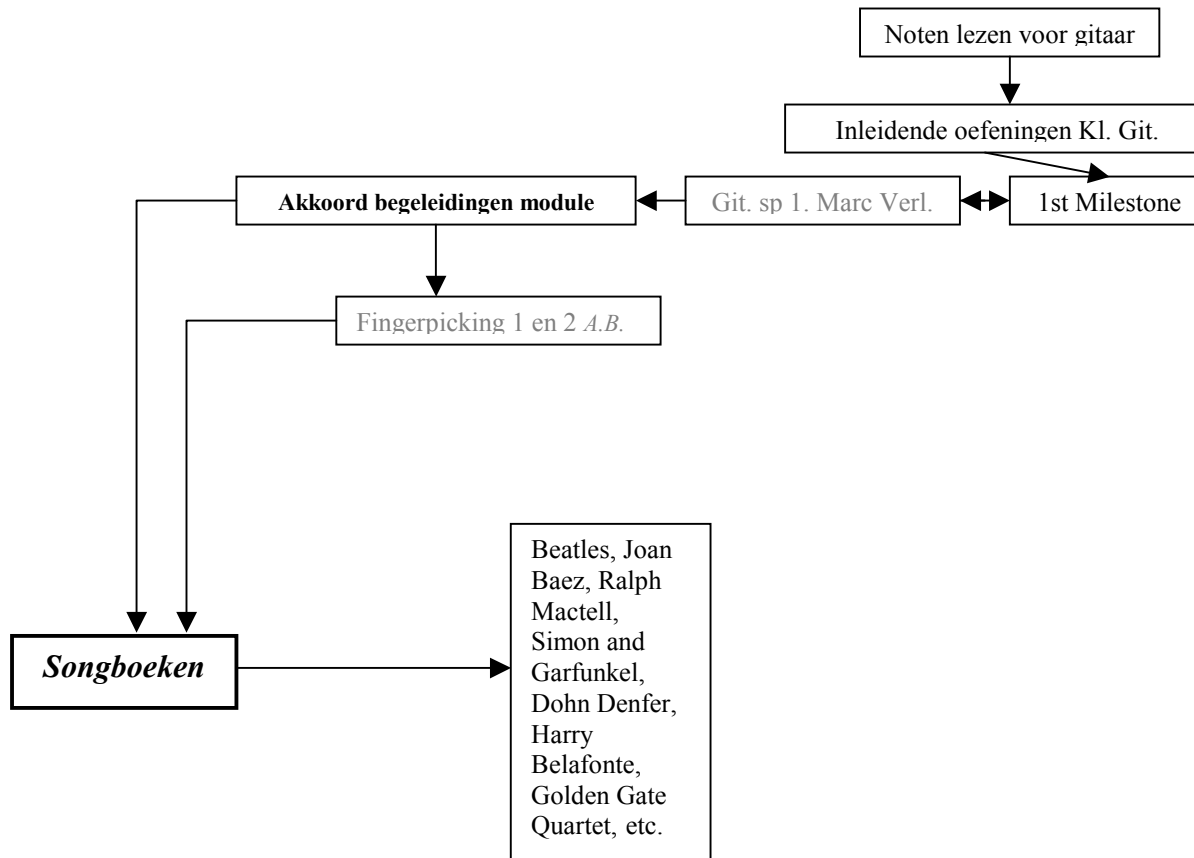 Noten lezen voor gitaar
Inleidende oefeningen Kl. Git.
Akkoord begeleidingen module
Git. sp 1. Marc Verl.
1st Milestone
Fingerpicking 1 en 2 A.B.
Beatles, Joan
Baez, Ralph
Mactell,
Simon and
Garfunkel,
Dohn Denfer,
Harry
Belafonte,
Golden Gate
Quartet, etc.
Songboeken